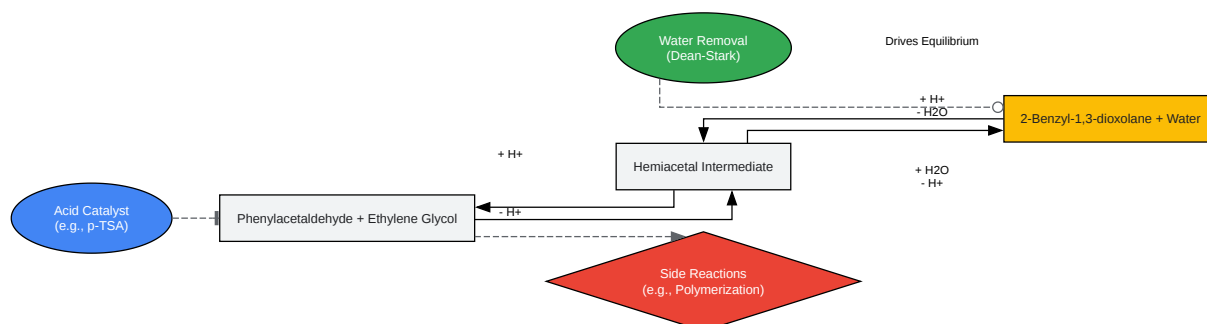 Water Removal
(Dean-Stark)
Drives Equilibrium
+ H+
- H2O
2-Benzyl-1,3-dioxolane + Water
+ H+
Hemiacetal Intermediate
+ H2O
- H+
Acid Catalyst
(e.g., p-TSA)
Phenylacetaldehyde + Ethylene Glycol
- H+
Side Reactions
(e.g., Polymerization)